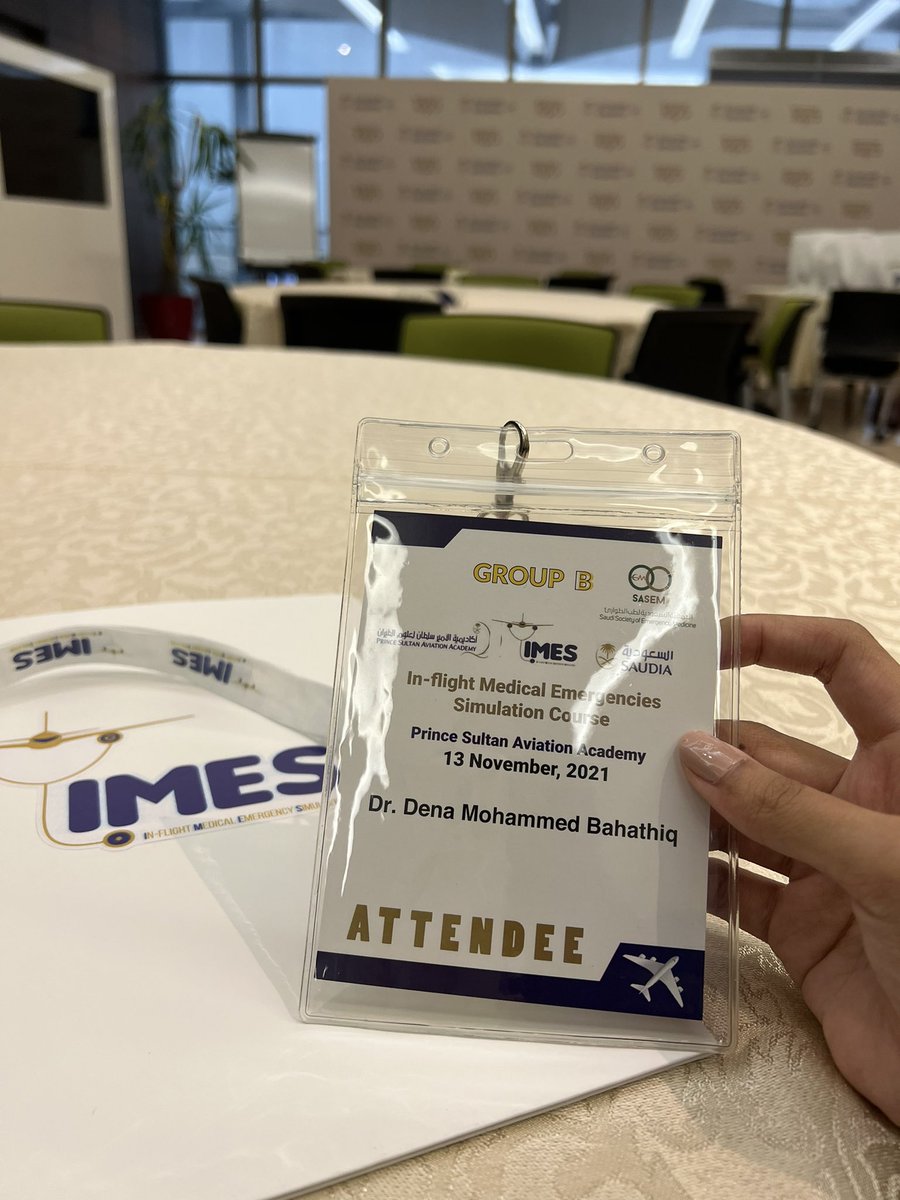 GROUP B
SASEM
الجمعية السعودية لطب الطوارئ
Saudi Society of Emergency Medicine
أكاديمية الأمير سلطان لعلوم الطيران
PRINCE SULTAN AVIATION ACADEMY
IMES
السعودية
SAUDIA
In-flight Medical Emergencies
Simulation Course
Prince Sultan Aviation Academy
13 November, 2021
Dr. Dena Mohammed Bahathiq
ATTENDEE
IMES
IMES
IMES
IN-FLIGHT MEDICAL EMERGENCY